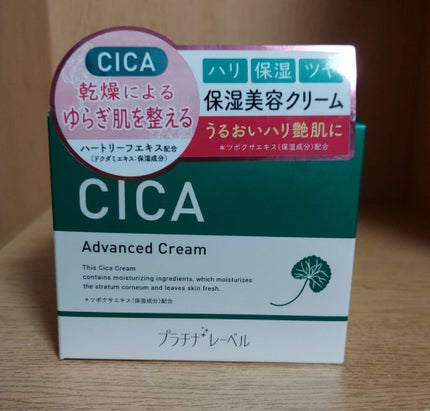 CICA
乾燥による
ゆらぎ肌を整える
ハートリーフエキス配合
(ドクダミエキス:保湿成分)
ハリ 保湿 ツヤ
保湿美容クリーム
うるおいハリ艶肌に
＊ツボクサエキス(保湿成分)配合
CICA
Advanced Cream
This Cica Cream
contains moisturizing ingredients, which moisturizes
the stratum corneum and leaves skin fresh.
＊ツボクサエキス(保湿成分)配合
プラチナレーベル